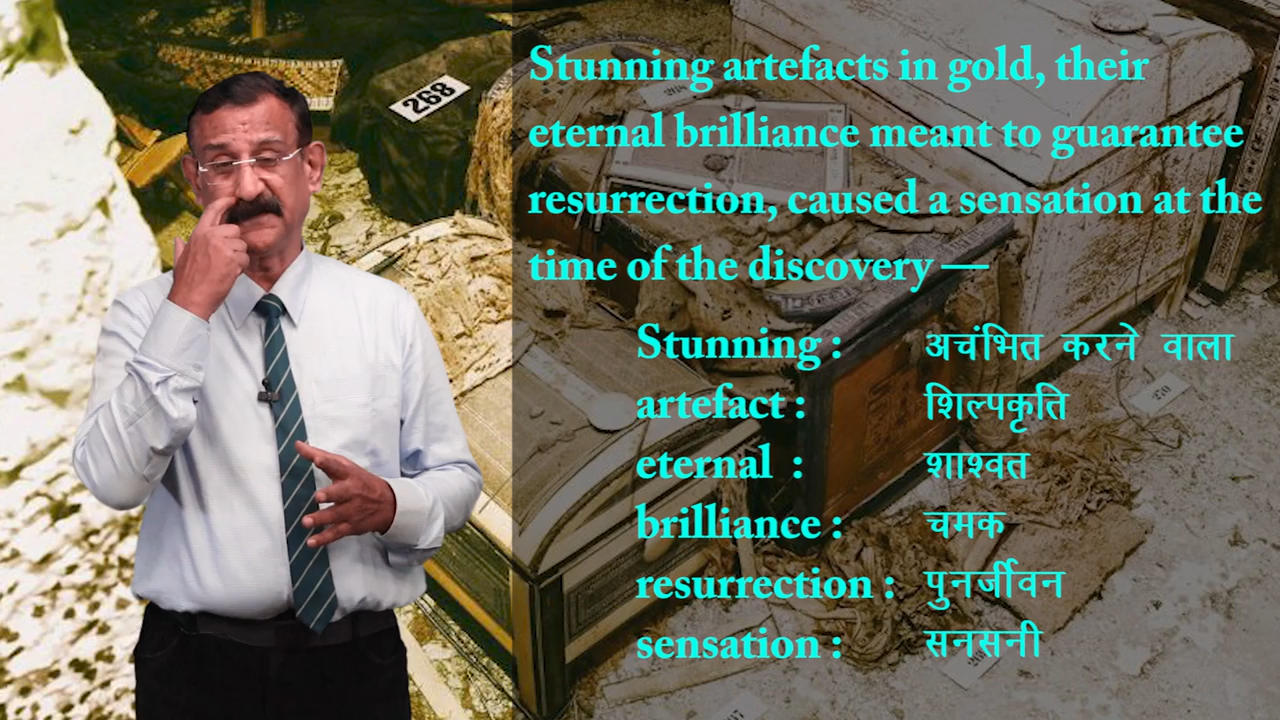 268
Stunning artefacts in gold, their
eternal brilliance meant to guarantee
resurrection, caused a sensation at the
time of the discovery —
Stunning : अचंभित करने वाला
artefact : शिल्पकृति
eternal : शाश्वत
brilliance : चमक
resurrection : पुनर्जीवन
sensation : सनसनी